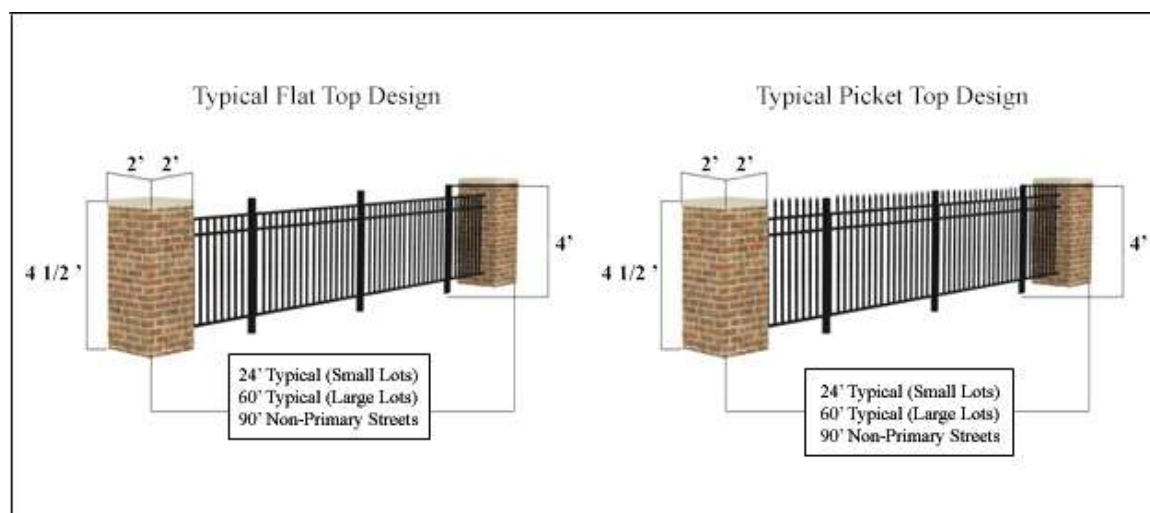 Typical Flat Top Design
2’ 2’
4 1/2 ’
4’
24’ Typical (Small Lots)
60’ Typical (Large Lots)
90’ Non-Primary Streets
Typical Picket Top Design
2’ 2’
4 1/2 ’
4’
24’ Typical (Small Lots)
60’ Typical (Large Lots)
90’ Non-Primary Streets